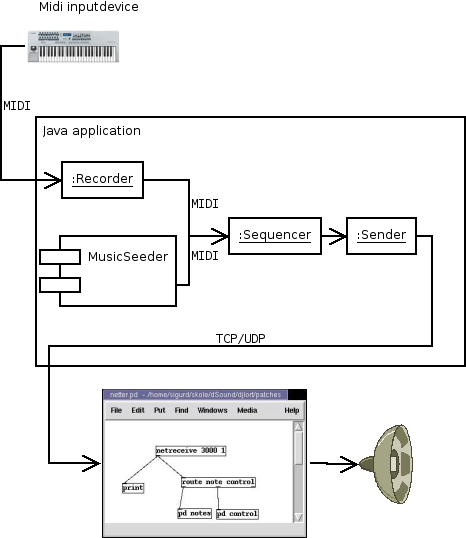 Midi inputdevice
MIDI
Java application
:Recorder
MIDI
:Sequencer
:Sender
MusicSeeder
MIDI
TCP/UDP
netter.pd - /home/sigurd/skole/dSound/djlort/patches
File Edit Put Find Windows Media Help
netreceive 3000 1
print
route note control
pd notes
pd control